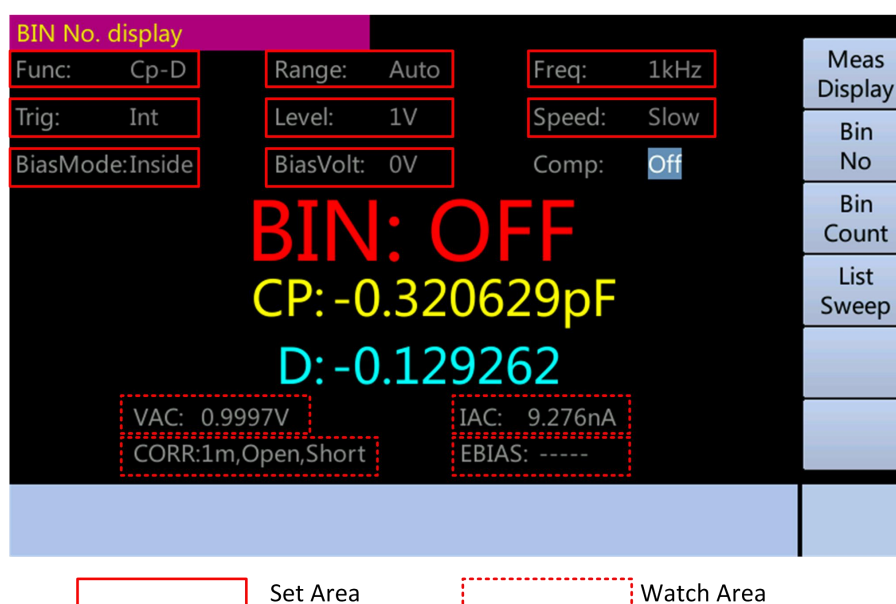 BIN No. display
Func: Cp-D Range: Auto Freq: 1kHz
Trig: Int Level: 1V Speed: Slow
BiasMode:Inside BiasVolt: 0V Comp: Off
BIN: OFF
CP: -0.320629pF
D: -0.129262
VAC: 0.9997V IAC: 9.276nA
CORR:1m,Open,Short EBIAS: -----
Meas
Display
Bin
No
Bin
Count
List
Sweep
Set Area Watch Area